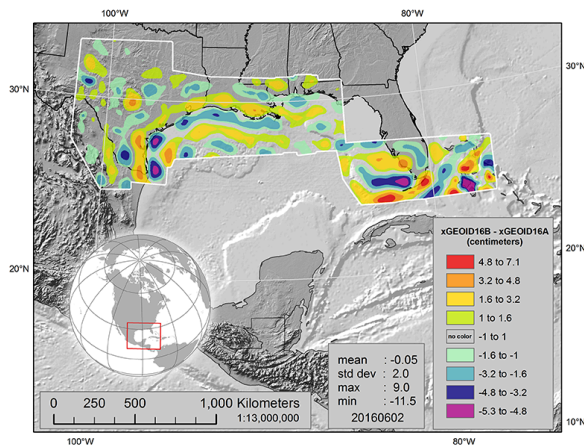 100°W 80°W
30°N 30°N
20°N 20°N
10°N
100°W 80°W
xGEOID16B - xGEOID16A
(centimeters)
4.8 to 7.1
3.2 to 4.8
1.6 to 3.2
1 to 1.6
no color -1 to 1
-1.6 to -1
-3.2 to -1.6
-4.8 to -3.2
-5.3 to -4.8
mean : -0.05
std dev : 2.0
max : 9.0
min : -11.5
20160602
0 250 500 1,000 Kilometers
1:13,000,000